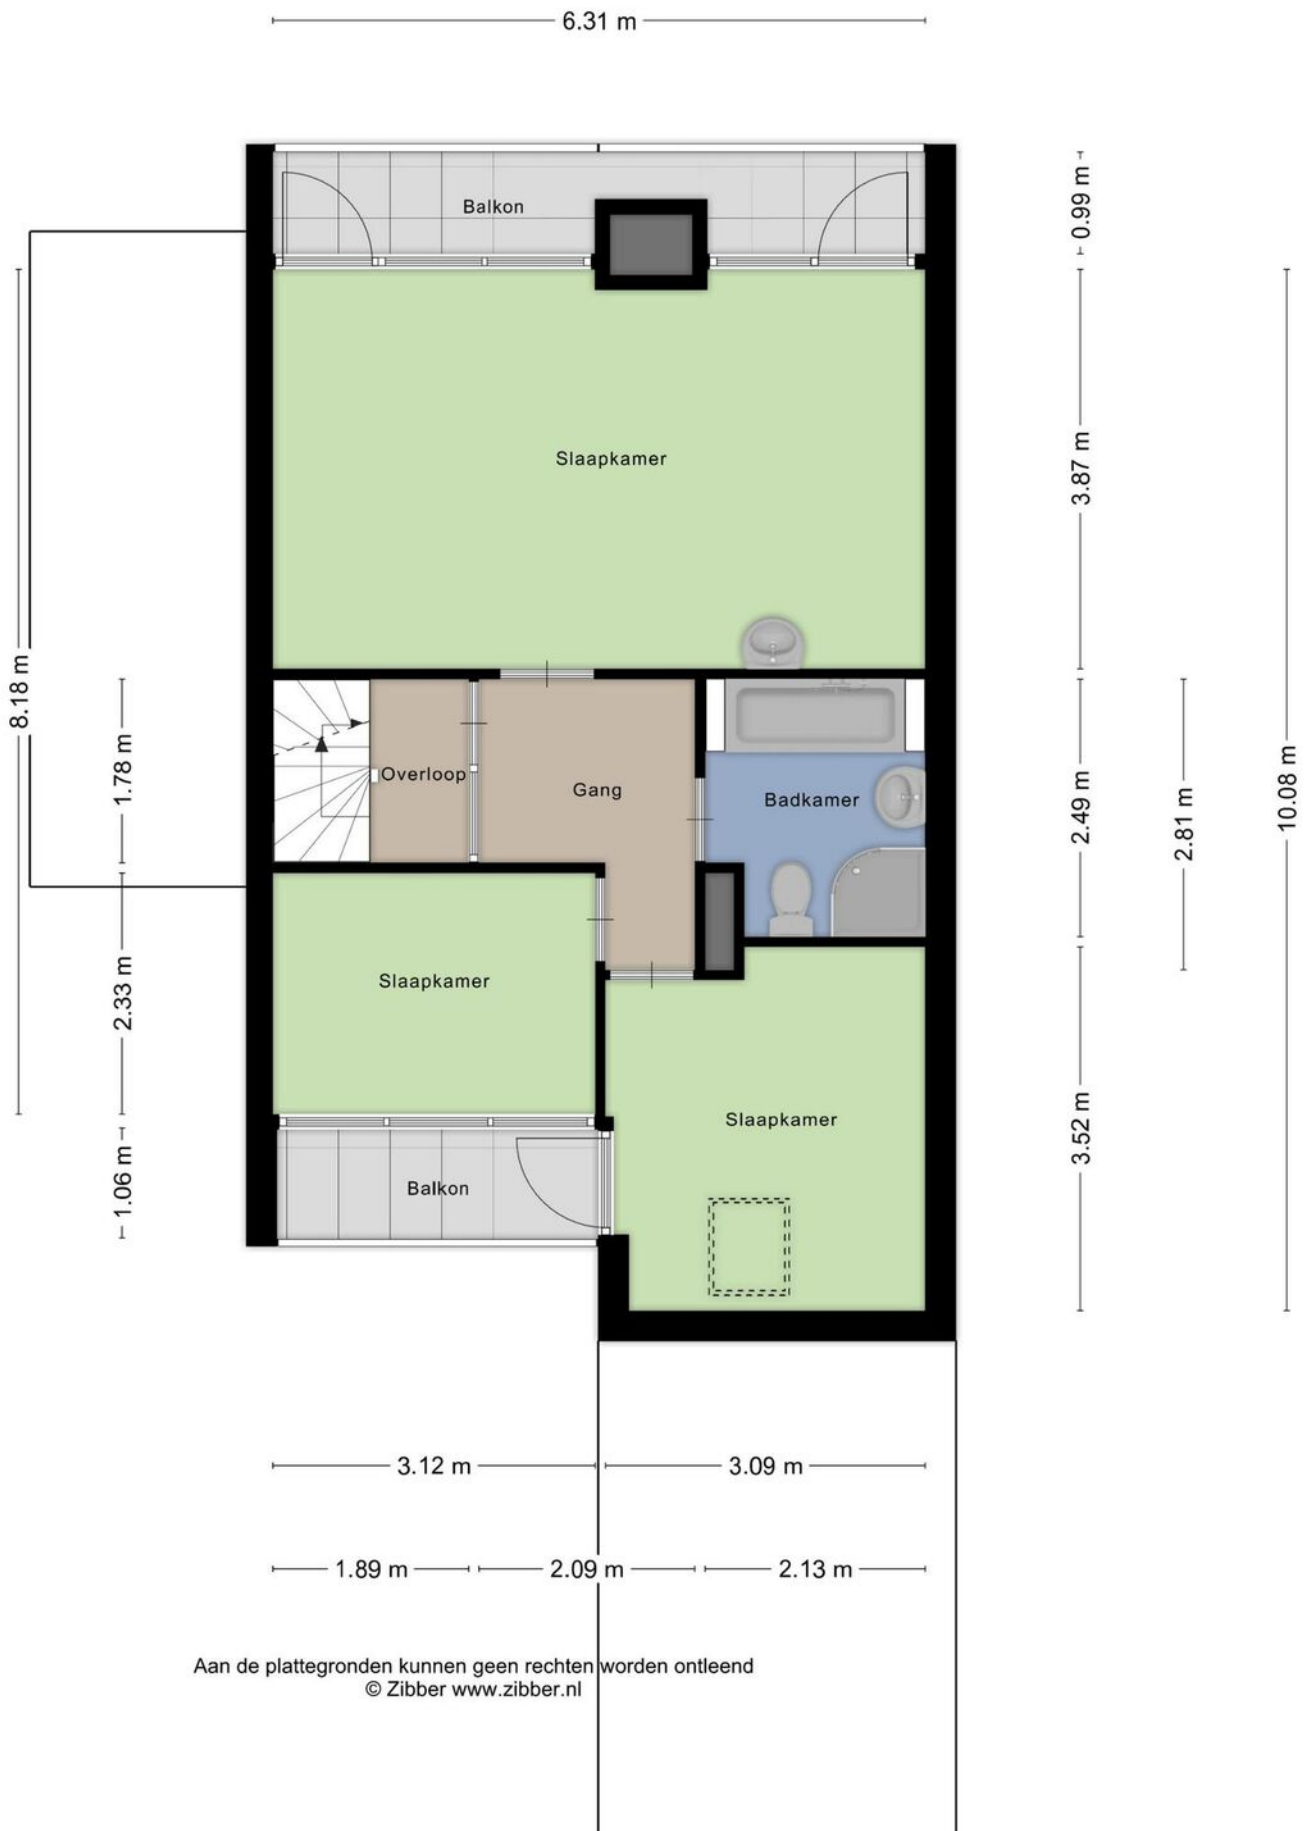 6.31 m
Balkon
0.99 m
Slaapkamer
3.87 m
8.18 m
1.78 m
Overloop
Gang
Badkamer
2.49 m
2.81 m
10.08 m
Slaapkamer
2.33 m
Slaapkamer
3.52 m
Balkon
1.06 m
3.12 m
3.09 m
1.89 m
2.09 m
2.13 m
Aan de plattegronden kunnen geen rechten worden ontleend
© Zibber www.zibber.nl